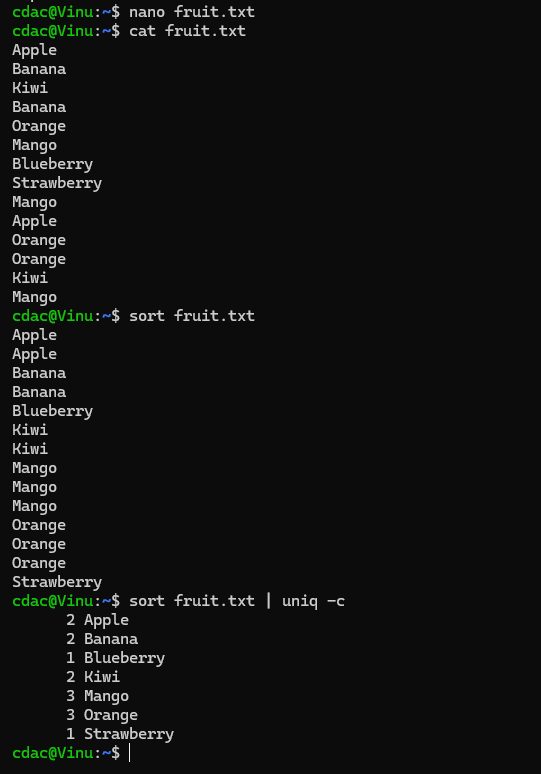 cdac@Vinu:~$ nano fruit.txt
cdac@Vinu:~$ cat fruit.txt
Apple
Banana
Kiwi
Banana
Orange
Mango
Blueberry
Strawberry
Mango
Apple
Orange
Orange
Kiwi
Mango
cdac@Vinu:~$ sort fruit.txt
Apple
Apple
Banana
Banana
Blueberry
Kiwi
Kiwi
Mango
Mango
Mango
Orange
Orange
Orange
Strawberry
cdac@Vinu:~$ sort fruit.txt | uniq -c
      2 Apple
      2 Banana
      1 Blueberry
      2 Kiwi
      3 Mango
      3 Orange
      1 Strawberry
cdac@Vinu:~$